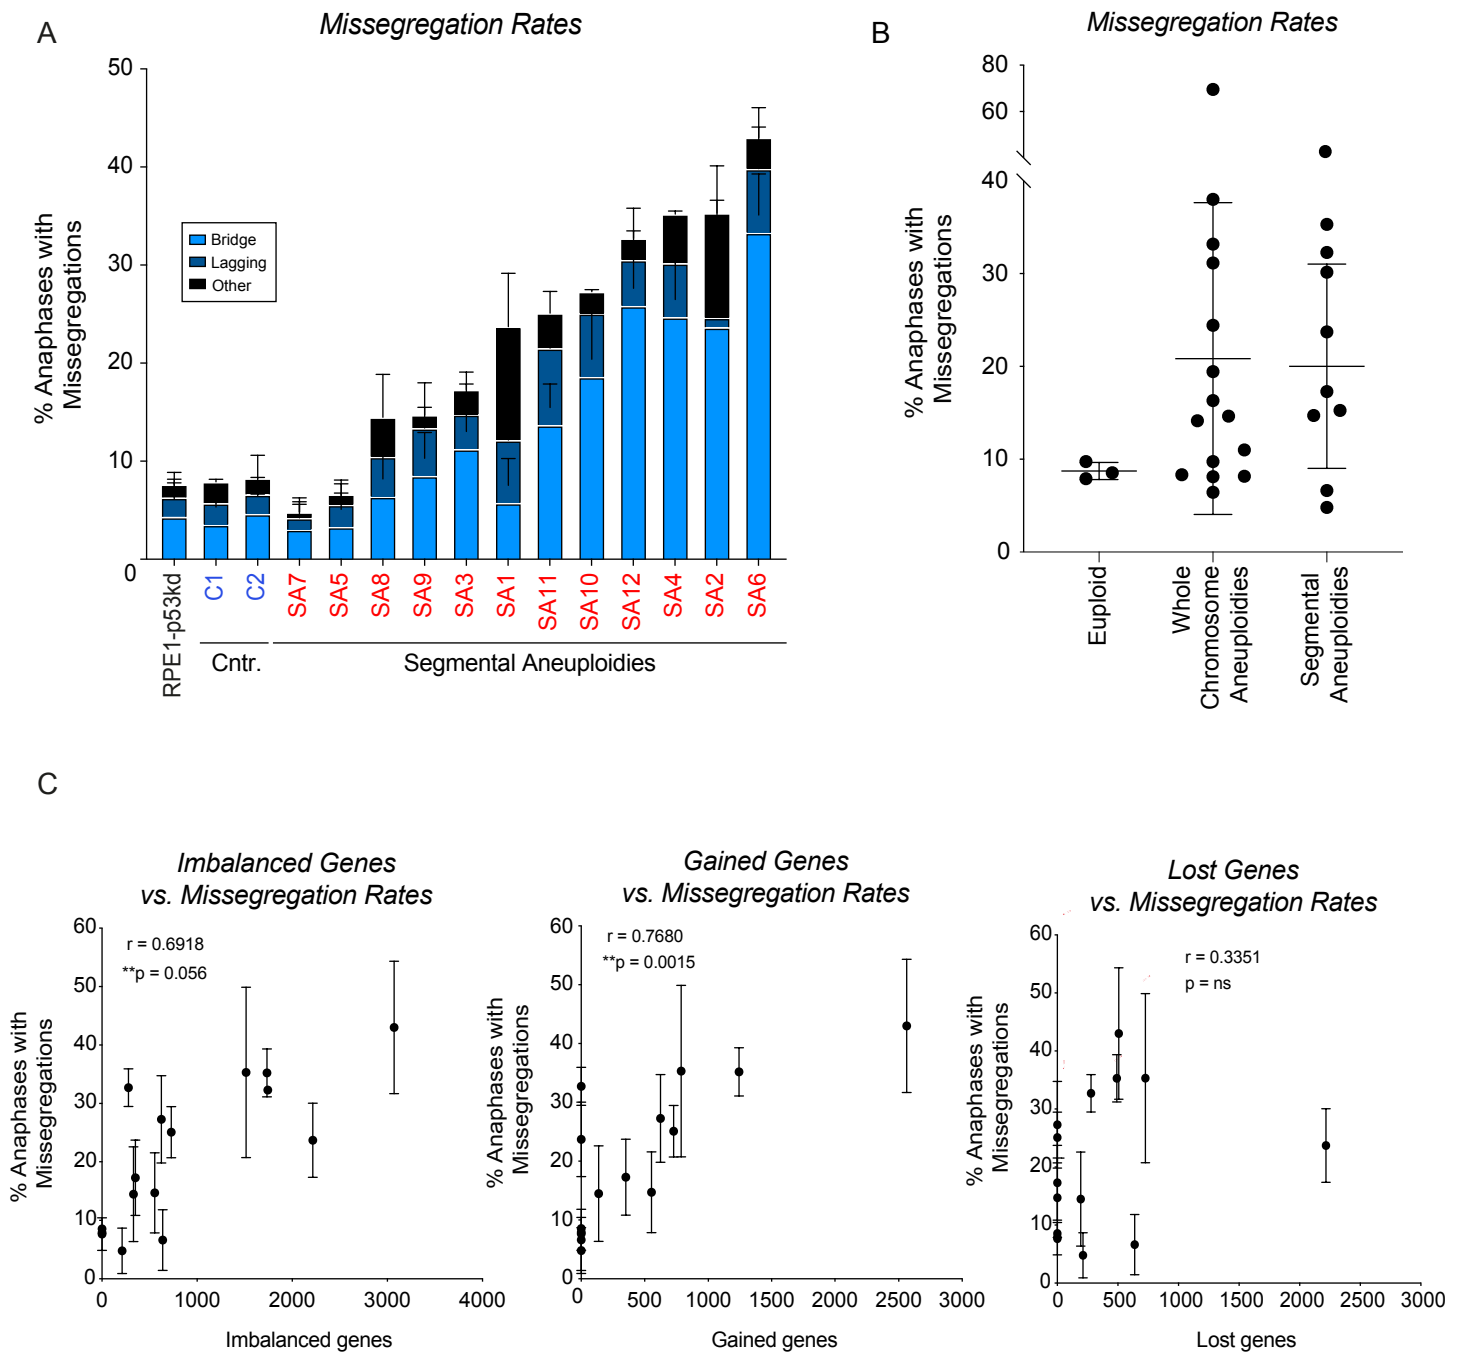 A
Missegregation Rates
% Anaphases with
Missegregations
50
40
30
20
10
0
Bridge
Lagging
Other
RPE1-p53kd
C1
C2
SA7
SA5
SA8
SA9
SA3
SA1
SA11
SA10
SA12
SA4
SA2
SA6
Cntr.
Segmental Aneuploidies
B
Missegregation Rates
% Anaphases with
Missegregations
80
60
40
30
20
10
0
Euploid
Whole
Chromosome
Aneuploidies
Segmental
Aneuploidies
C
Imbalanced Genes
vs. Missegregation Rates
r = 0.6918
**p = 0.056
% Anaphases with
Missegregations
60
50
40
30
20
10
0
0 1000 2000 3000 4000
Imbalanced genes
Gained Genes
vs. Missegregation Rates
r = 0.7680
**p = 0.0015
% Anaphases with
Missegregations
60
50
40
30
20
10
0
0 500 1000 1500 2000 2500 3000
Gained genes
Lost Genes
vs. Missegregation Rates
r = 0.3351
p = ns
% Anaphases with
Missegregations
60
50
40
30
20
10
0
0 500 1000 1500 2000 2500 3000
Lost genes